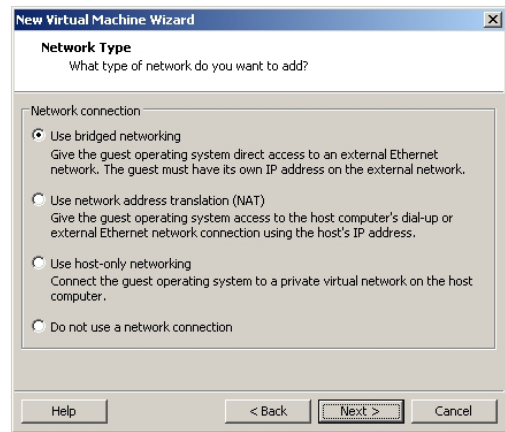 New Virtual Machine Wizard
Network Type
What type of network do you want to add?
Network connection
Use bridged networking
Give the guest operating system direct access to an external Ethernet
network. The guest must have its own IP address on the external network.
Use network address translation (NAT)
Give the guest operating system access to the host computer's dial-up or
external Ethernet network connection using the host's IP address.
Use host-only networking
Connect the guest operating system to a private virtual network on the host
computer.
Do not use a network connection
Help
< Back
Next >
Cancel